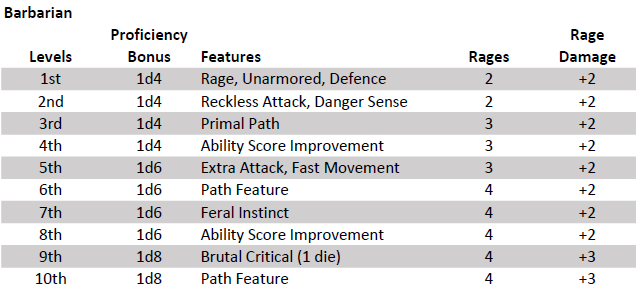 Barbarian
Proficiency Rage
Levels Bonus Features Rages Damage
1st 1d4 Rage, Unarmored, Defence 2 +2
2nd 1d4 Reckless Attack, Danger Sense 2 +2
3rd 1d4 Primal Path 3 +2
4th 1d4 Ability Score Improvement 3 +2
5th 1d6 Extra Attack, Fast Movement 3 +2
6th 1d6 Path Feature 4 +2
7th 1d6 Feral Instinct 4 +2
8th 1d6 Ability Score Improvement 4 +2
9th 1d8 Brutal Critical (1 die) 4 +3
10th 1d8 Path Feature 4 +3